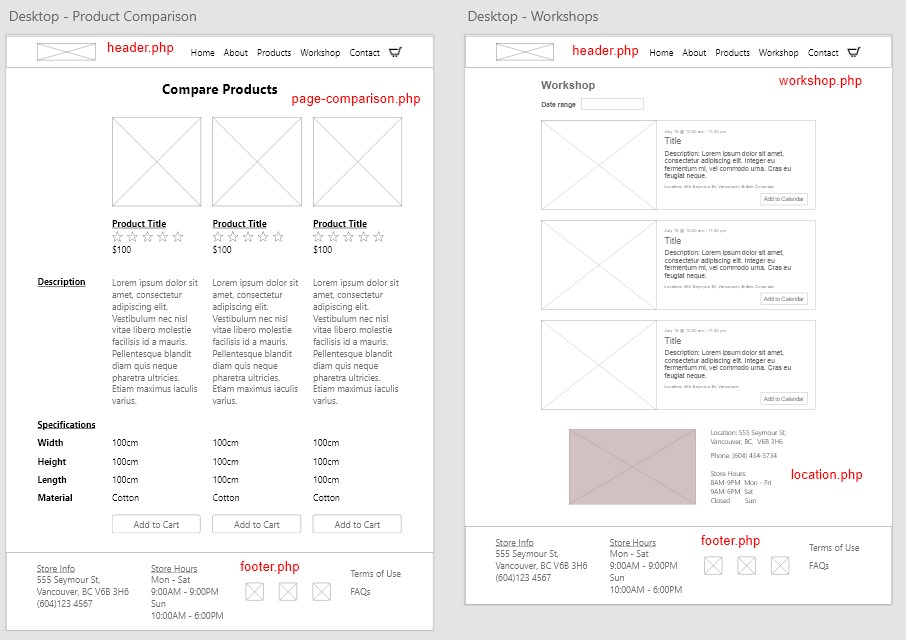 Desktop - Product Comparison
header.php
Home About Products Workshop Contact
Compare Products
page-comparison.php
Product Title Product Title Product Title
$100 $100 $100
Description
Lorem ipsum dolor sit
amet, consectetur
adipiscing elit.
Vestibulum nec nisl
vitae libero molestie
facilisis id a mauris.
Pellentesque blandit
diam quis neque
pharetra ultricies.
Etiam maximus iaculis
varius.
Lorem ipsum dolor sit
amet, consectetur
adipiscing elit.
Vestibulum nec nisl
vitae libero molestie
facilisis id a mauris.
Pellentesque blandit
diam quis neque
pharetra ultricies.
Etiam maximus iaculis
varius.
Lorem ipsum dolor sit
amet, consectetur
adipiscing elit.
Vestibulum nec nisl
vitae libero molestie
facilisis id a mauris.
Pellentesque blandit
diam quis neque
pharetra ultricies.
Etiam maximus iaculis
varius.
Specifications
Width 100cm 100cm 100cm
Height 100cm 100cm 100cm
Length 100cm 100cm 100cm
Material Cotton Cotton Cotton
Add to Cart Add to Cart Add to Cart
Store Info
555 Seymour St,
Vancouver, BC V6B 3H6
(604)123 4567
Store Hours
Mon - Sat
9:00AM - 9:00PM
Sun
10:00AM - 6:00PM
footer.php
Terms of Use
FAQs
Desktop - Workshops
header.php
Home About Products Workshop Contact
workshop.php
Workshop
Date range
July 16 @ 10:00 am - 11:30 pm
Title
Description: Lorem ipsum dolor sit amet,
consectetur adipiscing elit. Integer eu
fermentum mi, vel commodo urna. Cras eu
feugiat neque.
Location: 555 Seymour St, Vancouver, British Columbia
Add to Calendar
July 16 @ 10:00 am - 11:30 pm
Title
Description: Lorem ipsum dolor sit amet,
consectetur adipiscing elit. Integer eu
fermentum mi, vel commodo urna. Cras eu
feugiat neque.
Location: 555 Seymour St, Vancouver, British Columbia
Add to Calendar
July 16 @ 10:00 am - 11:30 pm
Title
Description: Lorem ipsum dolor sit amet,
consectetur adipiscing elit. Integer eu
fermentum mi, vel commodo urna. Cras eu
feugiat neque.
Location: 555 Seymour St, Vancouver
Add to Calendar
Location: 555 Seymour St,
Vancouver, BC, V6B 3H6
Phone: (604) 434-5734
Store Hours:
8AM-9PM Mon - Fri
9AM-6PM Sat
Closed Sun
location.php
Store Info
555 Seymour St,
Vancouver, BC V6B 3H6
(604)123 4567
Store Hours
Mon - Sat
9:00AM - 9:00PM
Sun
10:00AM - 6:00PM
footer.php
Terms of Use
FAQs